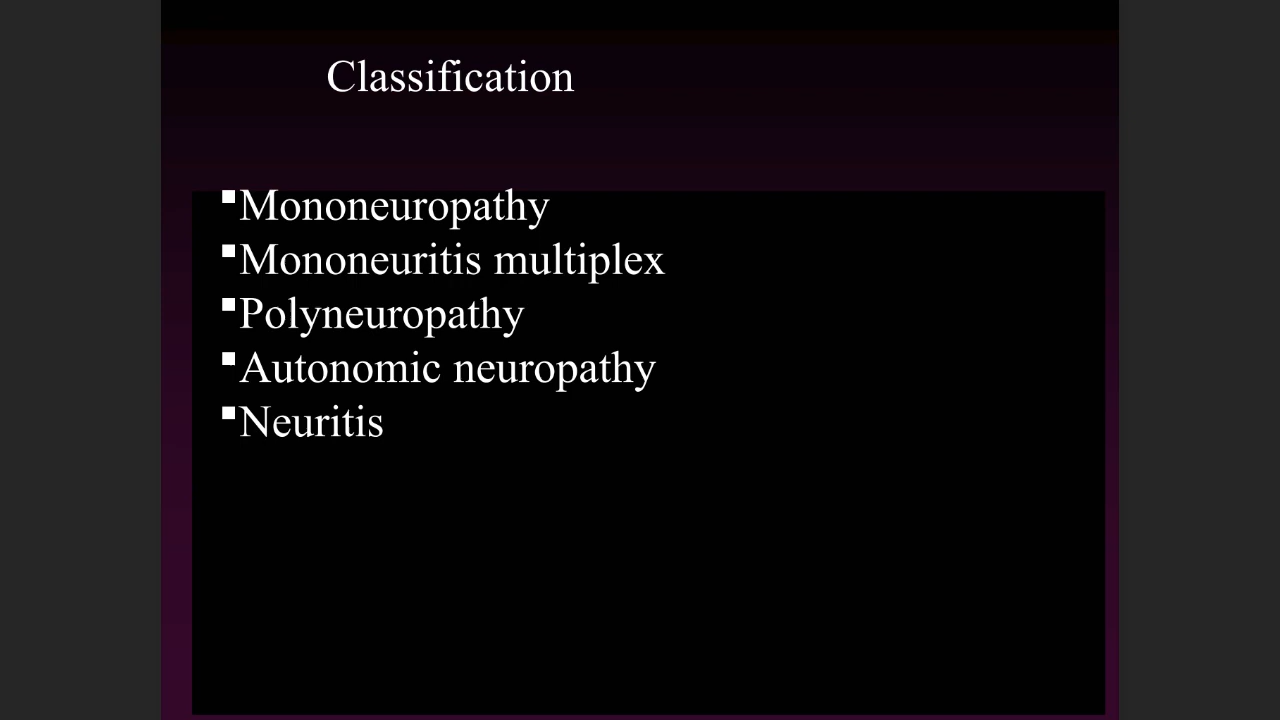 Classification
▪Mononeuropathy
▪Mononeuritis multiplex
▪Polyneuropathy
▪Autonomic neuropathy
▪Neuritis